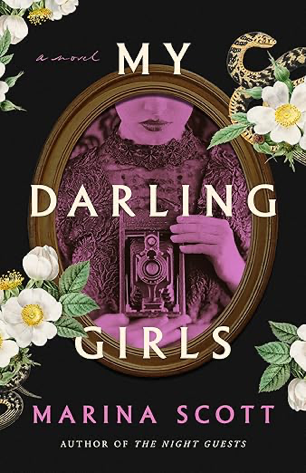 a novel
MY
DARLING
GIRLS
MARINA SCOTT
AUTHOR OF THE NIGHT GUESTS